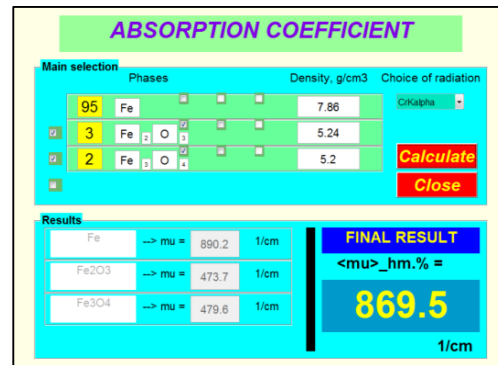 ABSORPTION COEFFICIENT
Main selection
Phases Density, g/cm3 Choice of radiation
95 Fe 7.86 CrKalpha
3 Fe 2 O 3 5.24
2 Fe 3 O 4 5.2
Calculate
Close
Results
Fe --> mu = 890.2 1/cm
Fe2O3 --> mu = 473.7 1/cm
Fe3O4 --> mu = 479.6 1/cm
FINAL RESULT
<mu>_hm.% =
869.5
1/cm